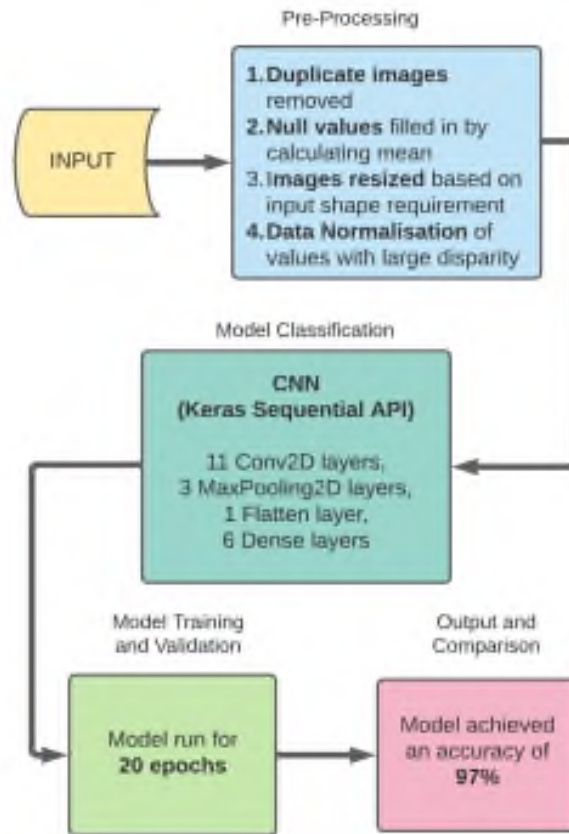 Pre-Processing
INPUT
1.Duplicate images
removed
2.Null values filled in by
calculating mean
3.Images resized based on
input shape requirement
4.Data Normalisation of
values with large disparity
Model Classification
CNN
(Keras Sequential API)
11 Conv2D layers,
3 MaxPooling2D layers,
1 Flatten layer,
6 Dense layers
Model Training
and Validation
Model run for
20 epochs
Output and
Comparison
Model achieved
an accuracy of
97%